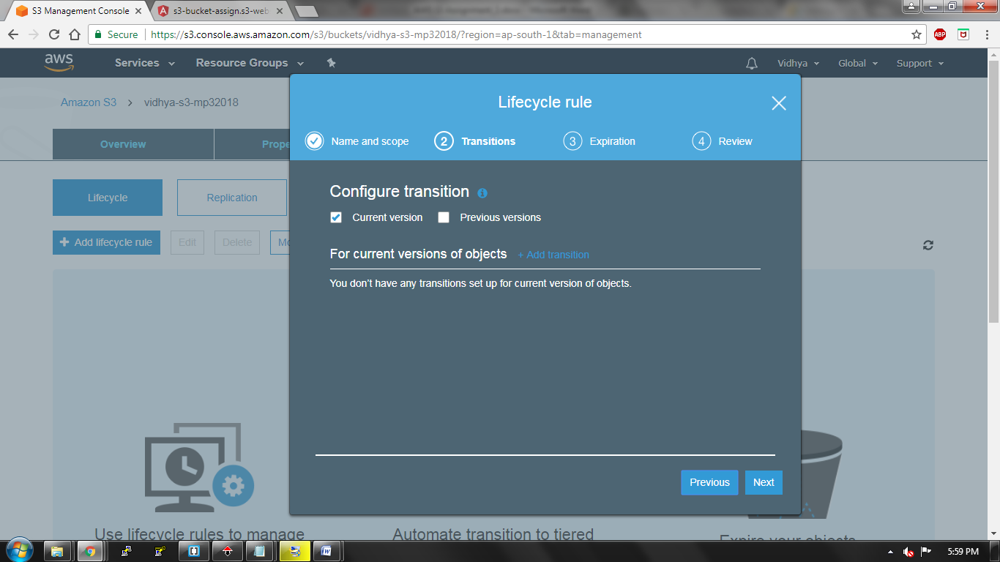 S3 Management Console
s3-bucket-assign.s3-web
Secure
https://s3.console.aws.amazon.com/s3/buckets/vidhya-s3-mp32018/?region=ap-south-1&tab=management
ABP
aws
Services
Resource Groups
Vidhya
Global
Support
Amazon S3 > vidhya-s3-mp32018
Lifecycle rule
Overview
Prope
Name and scope
2 Transitions
3 Expiration
4 Review
Lifecycle
Replication
Configure transition
Current version
Previous versions
+ Add lifecycle rule
Edit
Delete
Mo
For current versions of objects
+ Add transition
You don't have any transitions set up for current version of objects.
Previous
Next
Use lifecycle rules to manage
Automate transition to tiered
Expire your objects
5:59 PM